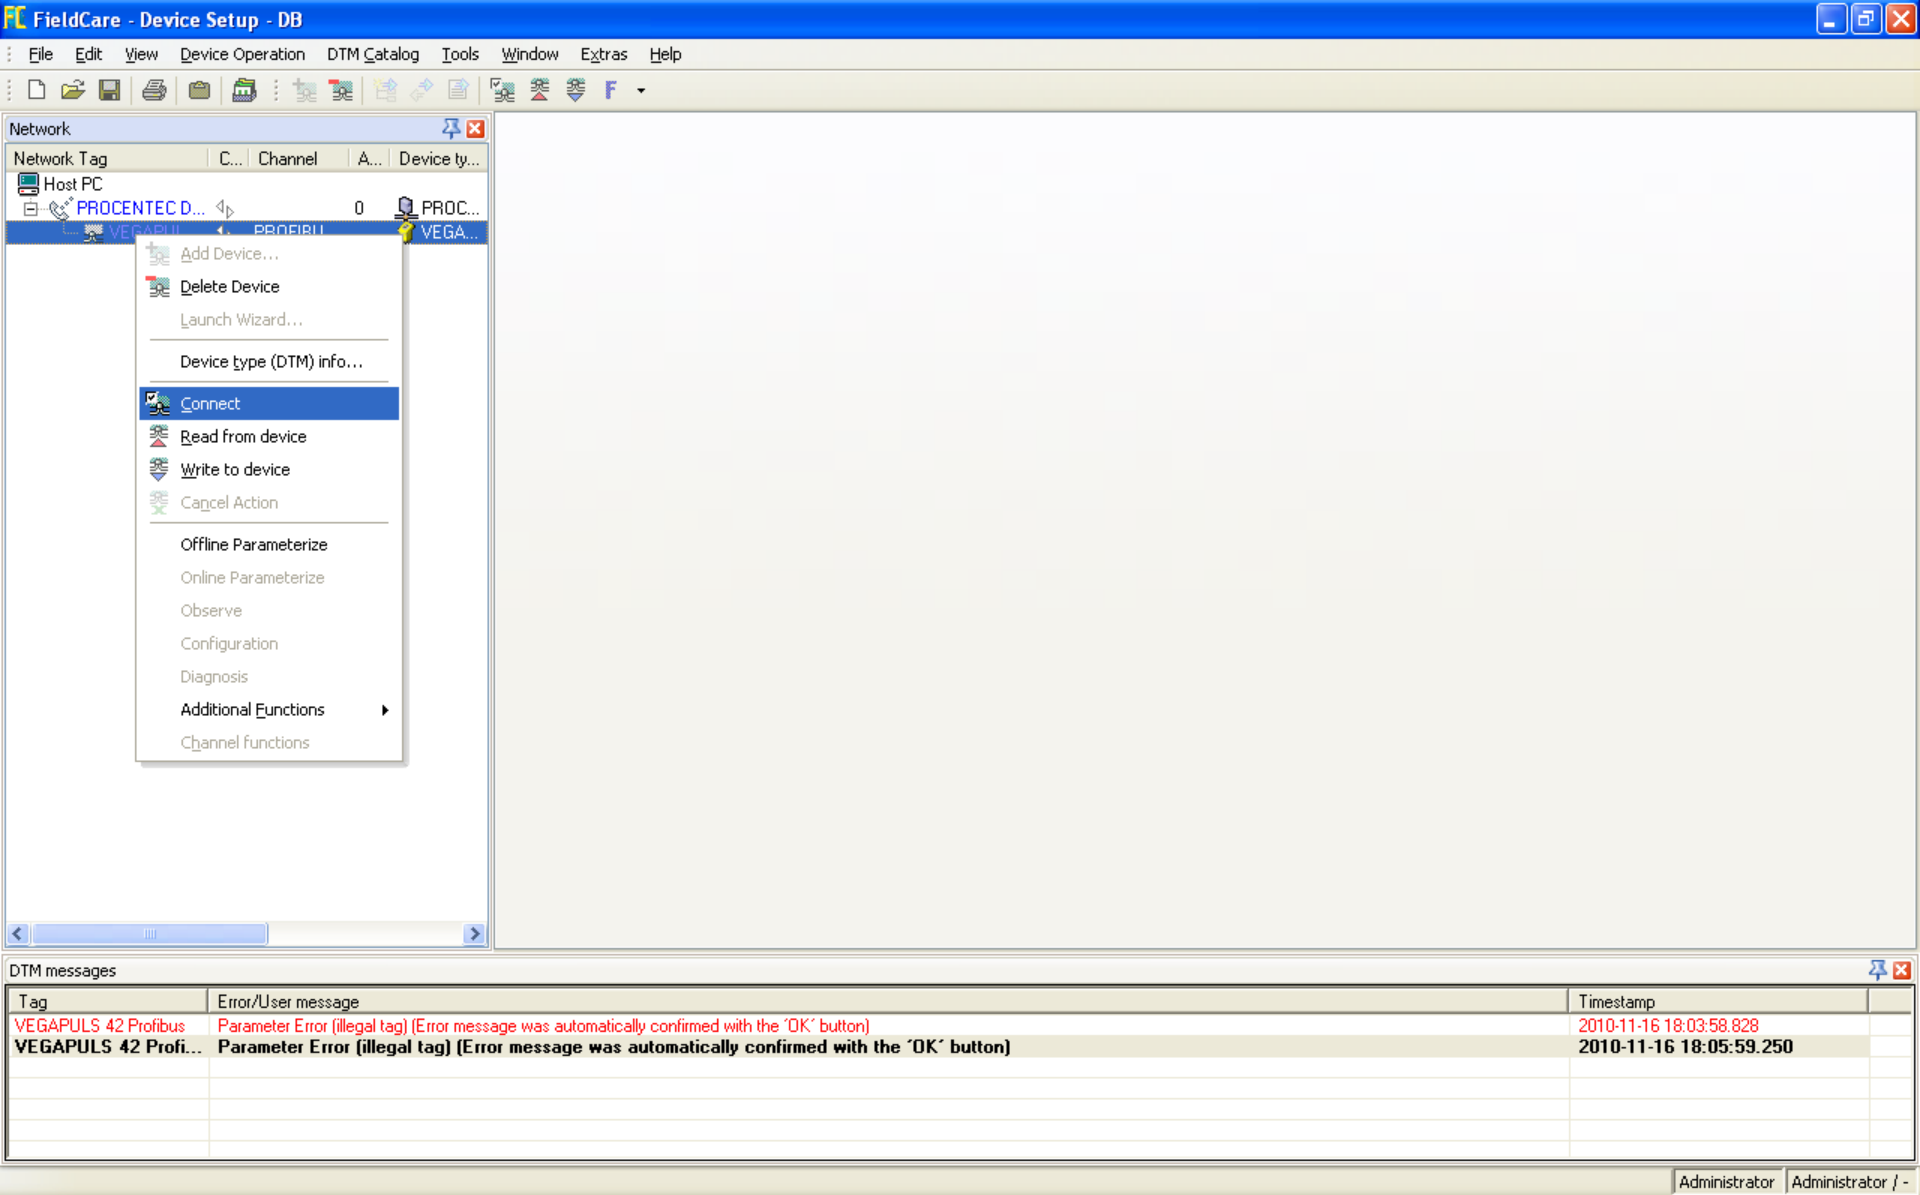 FC FieldCare - Device Setup - DB
File Edit View Device Operation DTM Catalog Tools Window Extras Help
F
Network
Network Tag C... Channel A... Device ty...
Host PC
PROCENTEC D... 0 PROC...
VEGAPUL PROFIBU VEGA...
Add Device...
Delete Device
Launch Wizard...
Device type (DTM) info...
Connect
Read from device
Write to device
Cancel Action
Offline Parameterize
Online Parameterize
Observe
Configuration
Diagnosis
Additional Functions
Channel functions
DTM messages
Tag Error/User message Timestamp
VEGAPULS 42 Profibus Parameter Error (illegal tag) (Error message was automatically confirmed with the ´OK´ button) 2010-11-16 18:03:58.828
VEGAPULS 42 Profi... Parameter Error (illegal tag) (Error message was automatically confirmed with the ´OK´ button) 2010-11-16 18:05:59.250
Administrator Administrator / -